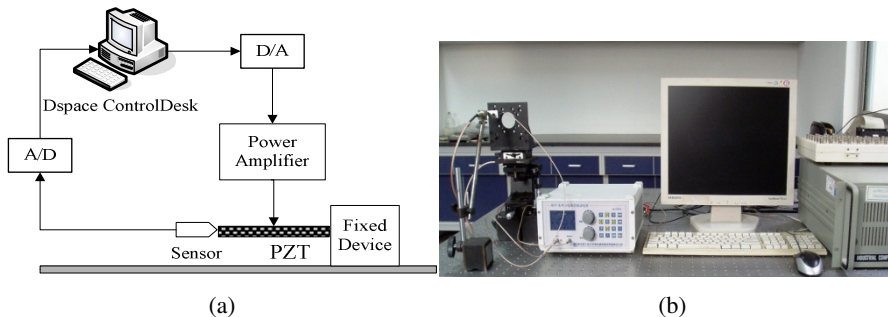 D/A
Dspace ControlDesk
Power
Amplifier
A/D
Fixed
Device
Sensor
PZT
(a)
(b)